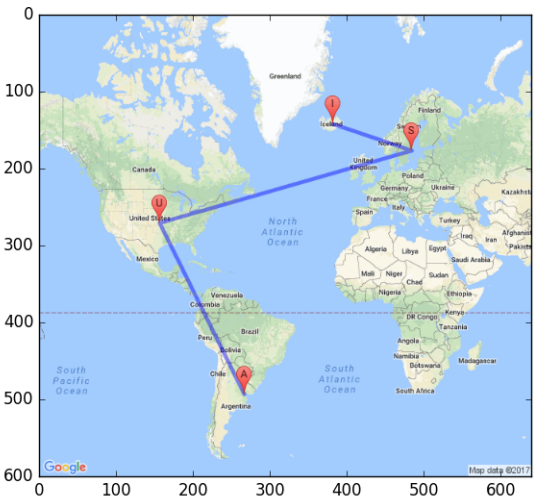 0
100
200
300
400
500
600
0
100
200
300
400
500
600
Greenland
I
Iceland
Finland
S
Norway
United
Kingdom
Poland
Germany
Ukraine
France
Italy
Spain
Turkey
Kazakhst
Canada
U
United States
Mexico
North
Atlantic
Ocean
Algeria
Libya
Egypt
Iraq
Iran
Afghanist
Pakist
Saudi Arabia
Mali
Niger
Chad
Sudan
Nigeria
Ethiopia
Venezuela
Colombia
DR Congo
Kenya
Tanzania
Brazil
Peru
Bolivia
Angola
Namibia
Botswana
Madagascar
South Africa
Chile
A
Argentina
South
Pacific
Ocean
South
Atlantic
Ocean
Google
Map data ©2017